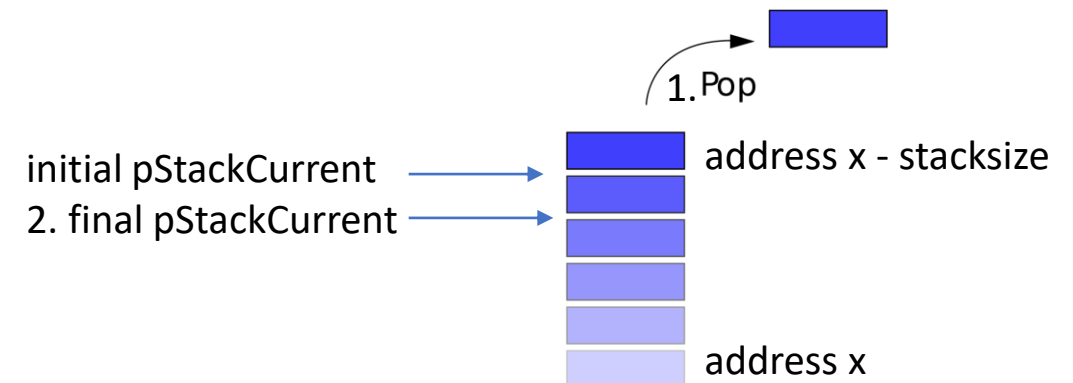 1. Pop
address x - stacksize
initial pStackCurrent
2. final pStackCurrent
address x